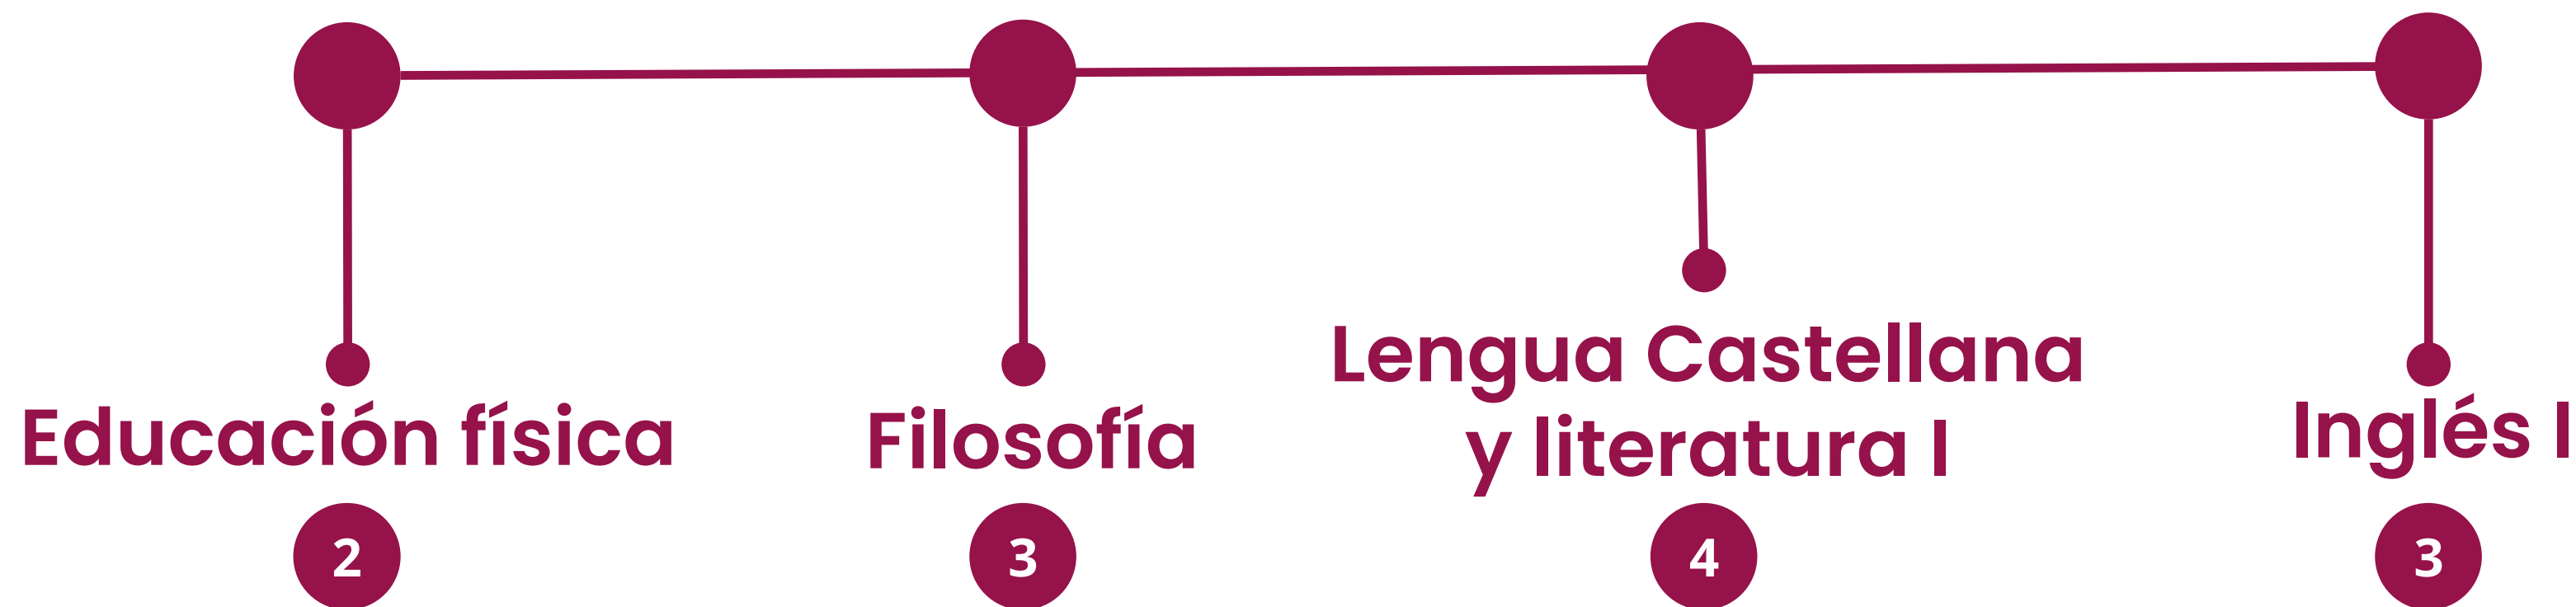 Educación física
Filosofía
Lengua Castellana
y literatura I
Inglés I
2
3
4
3